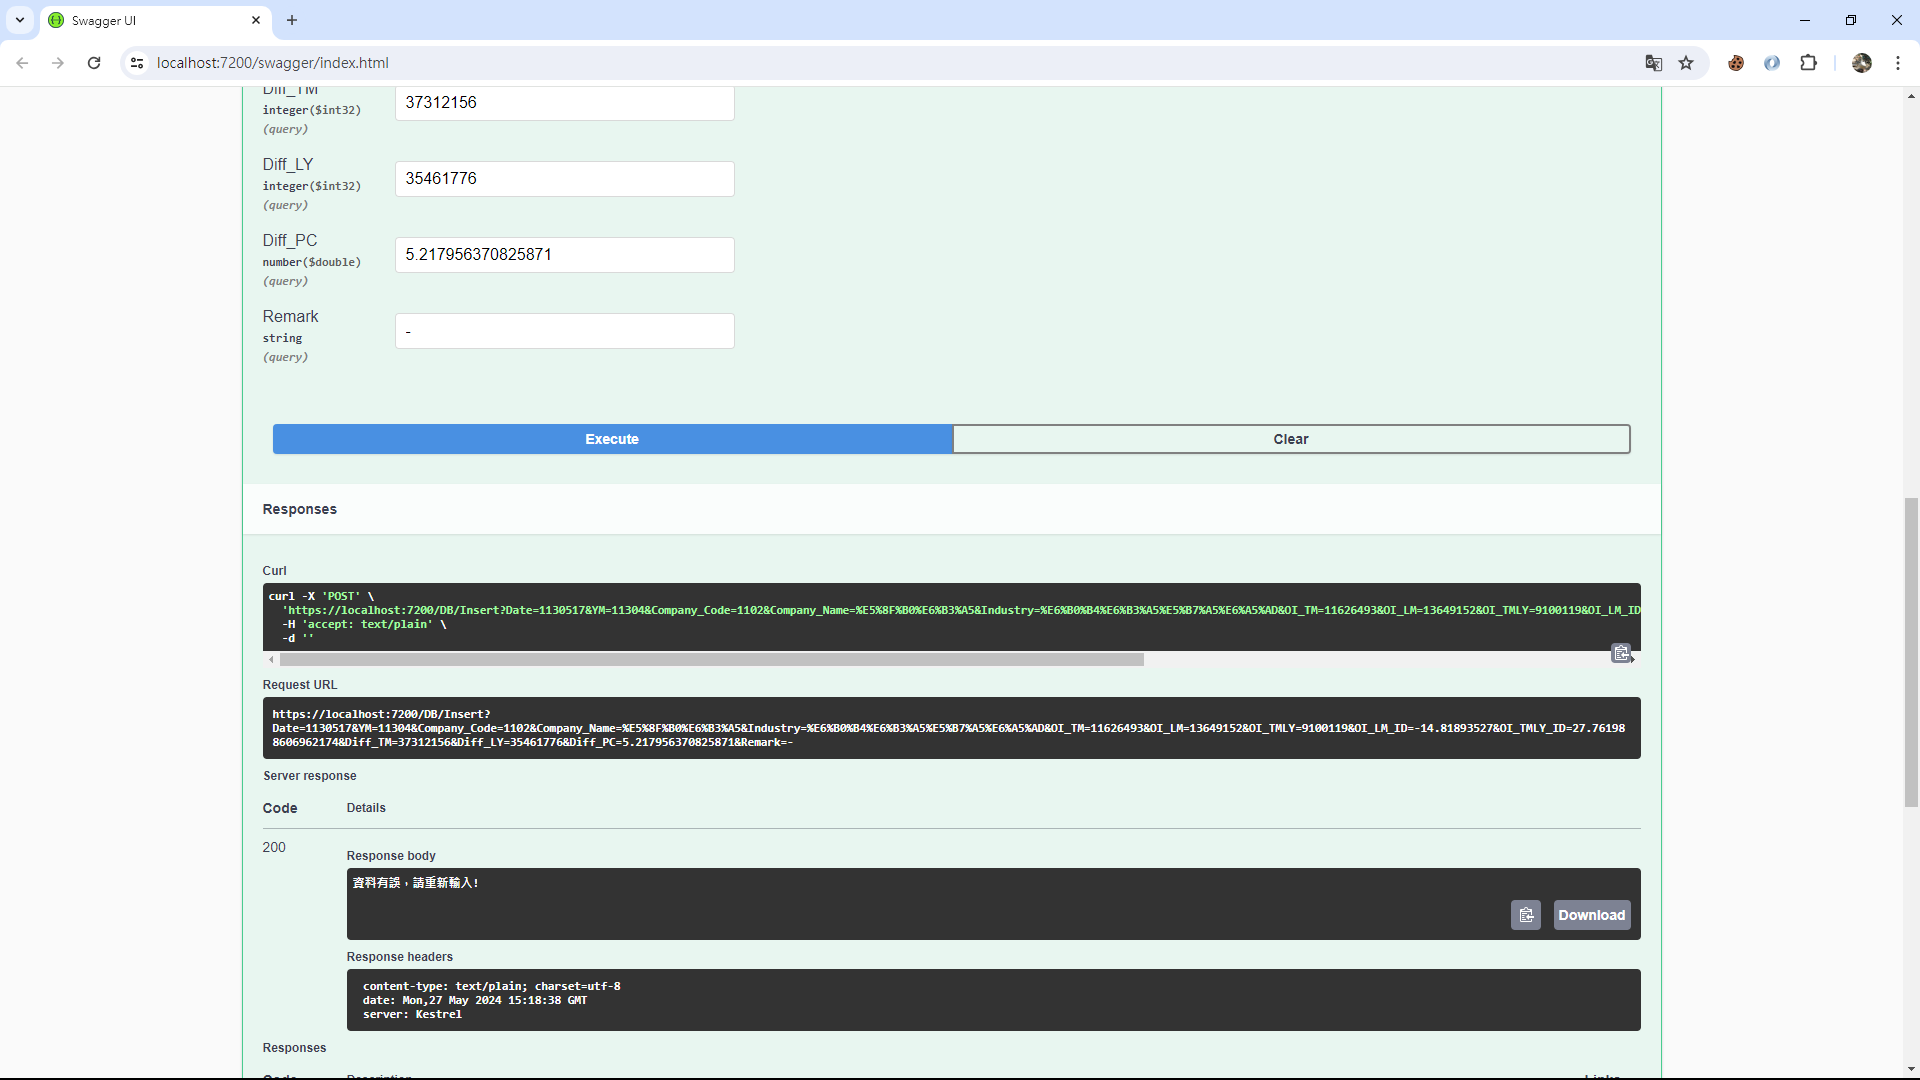 Swagger UI
localhost:7200/swagger/index.html
Diff_TM
37312156
integer($int32)
(query)
Diff_LY
35461776
integer($int32)
(query)
Diff_PC
5.217956370825871
number($double)
(query)
Remark
-
string
(query)
Execute
Clear
Responses
Curl
curl -X 'POST' \
'https://localhost:7200/DB/Insert?Date=1130517&YM=11304&Company_Code=1102&Company_Name=%E5%8F%B0%E6%B3%A5&Industry=%E6%B0%B4%E6%B3%A5%E5%B7%A5%E6%A5%AD&OI_TM=11626493&OI_LM=13649152&OI_TMLY=9100119&OI_LM_ID
-H 'accept: text/plain' \
-d ''
Request URL
https://localhost:7200/DB/Insert?
Date=1130517&YM=11304&Company_Code=1102&Company_Name=%E5%8F%B0%E6%B3%A5&Industry=%E6%B0%B4%E6%B3%A5%E5%B7%A5%E6%A5%AD&OI_TM=11626493&OI_LM=13649152&OI_TMLY=9100119&OI_LM_ID=-14.81893527&OI_TMLY_ID=27.76198
8606962174&Diff_TM=37312156&Diff_LY=35461776&Diff_PC=5.217956370825871&Remark=-
Server response
Code
Details
200
Response body
資料有誤，請重新輸入!
Download
Response headers
content-type: text/plain; charset=utf-8
date: Mon,27 May 2024 15:18:38 GMT
server: Kestrel
Responses
Code
Description
Links